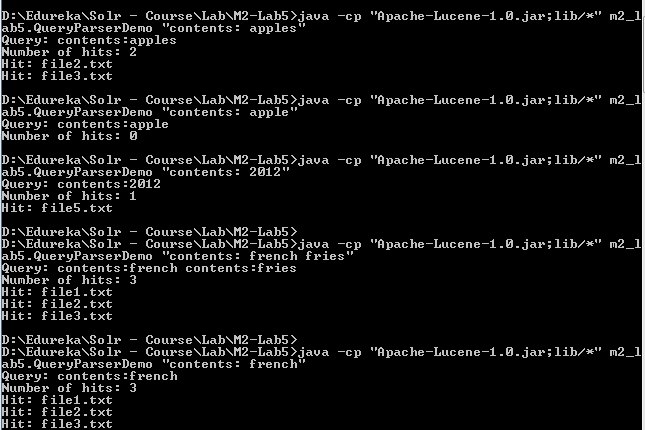 D:\Edureka\Solr - Course\Lab\M2-Lab5>java -cp "Apache-Lucene-1.0.jar;lib/*" m2_l
ab5.QueryParserDemo "contents: apples"
Query: contents:apples
Number of hits: 2
Hit: file2.txt
Hit: file3.txt
D:\Edureka\Solr - Course\Lab\M2-Lab5>java -cp "Apache-Lucene-1.0.jar;lib/*" m2_l
ab5.QueryParserDemo "contents: apple"
Query: contents:apple
Number of hits: 0
D:\Edureka\Solr - Course\Lab\M2-Lab5>java -cp "Apache-Lucene-1.0.jar;lib/*" m2_l
ab5.QueryParserDemo "contents: 2012"
Query: contents:2012
Number of hits: 1
Hit: file5.txt
D:\Edureka\Solr - Course\Lab\M2-Lab5>
D:\Edureka\Solr - Course\Lab\M2-Lab5>java -cp "Apache-Lucene-1.0.jar;lib/*" m2_l
ab5.QueryParserDemo "contents: french fries"
Query: contents:french contents:fries
Number of hits: 3
Hit: file1.txt
Hit: file2.txt
Hit: file3.txt
D:\Edureka\Solr - Course\Lab\M2-Lab5>
D:\Edureka\Solr - Course\Lab\M2-Lab5>java -cp "Apache-Lucene-1.0.jar;lib/*" m2_l
ab5.QueryParserDemo "contents: french"
Query: contents:french
Number of hits: 3
Hit: file1.txt
Hit: file2.txt
Hit: file3.txt